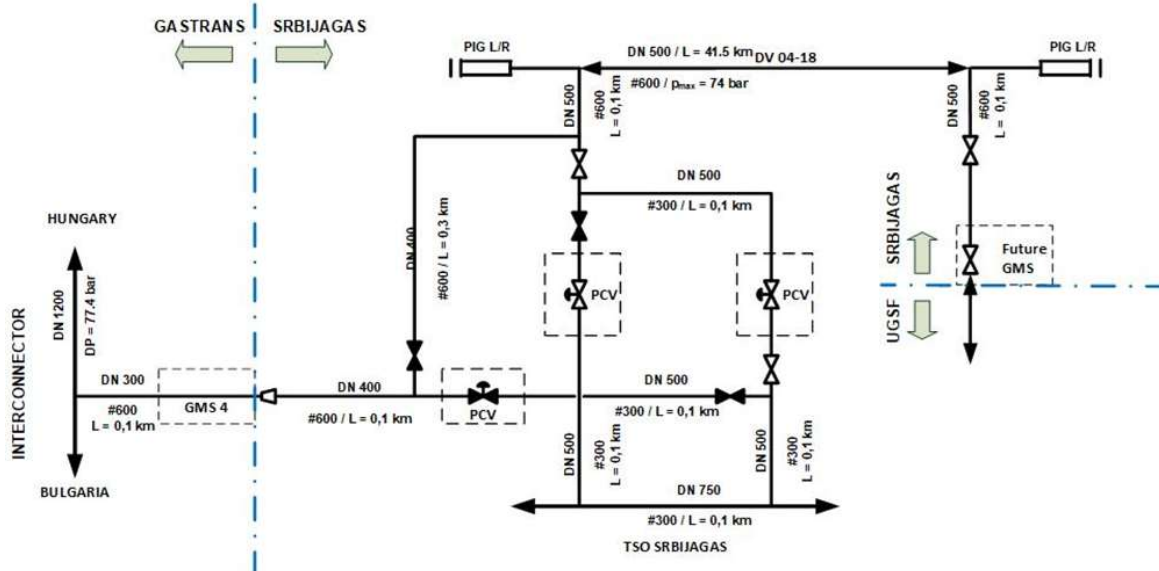 GASTRANS
SRBIJAGAS
PIG L/R
DN 500 / L = 41.5 km
DV 04-18
#600 / pmax = 74 bar
PIG L/R
DN 500
#600
L = 0,1 km
DN 500
#600
L = 0,1 km
DN 500
#300 / L = 0,1 km
DN 400
#600 / L = 0,3 km
HUNGARY
SRBIJAGAS
UGSF
Future
GMS
PCV
PCV
INTERCONNECTOR
DN 1200
DP = 77.4 bar
DN 300
#600
L = 0,1 km
GMS 4
DN 400
#600 / L = 0,1 km
PCV
DN 500
#300 / L = 0,1 km
DN 500
#300
L = 0,1 km
DN 500
#300
L = 0,1 km
BULGARIA
DN 750
#300 / L = 0,1 km
TSO SRBIJAGAS